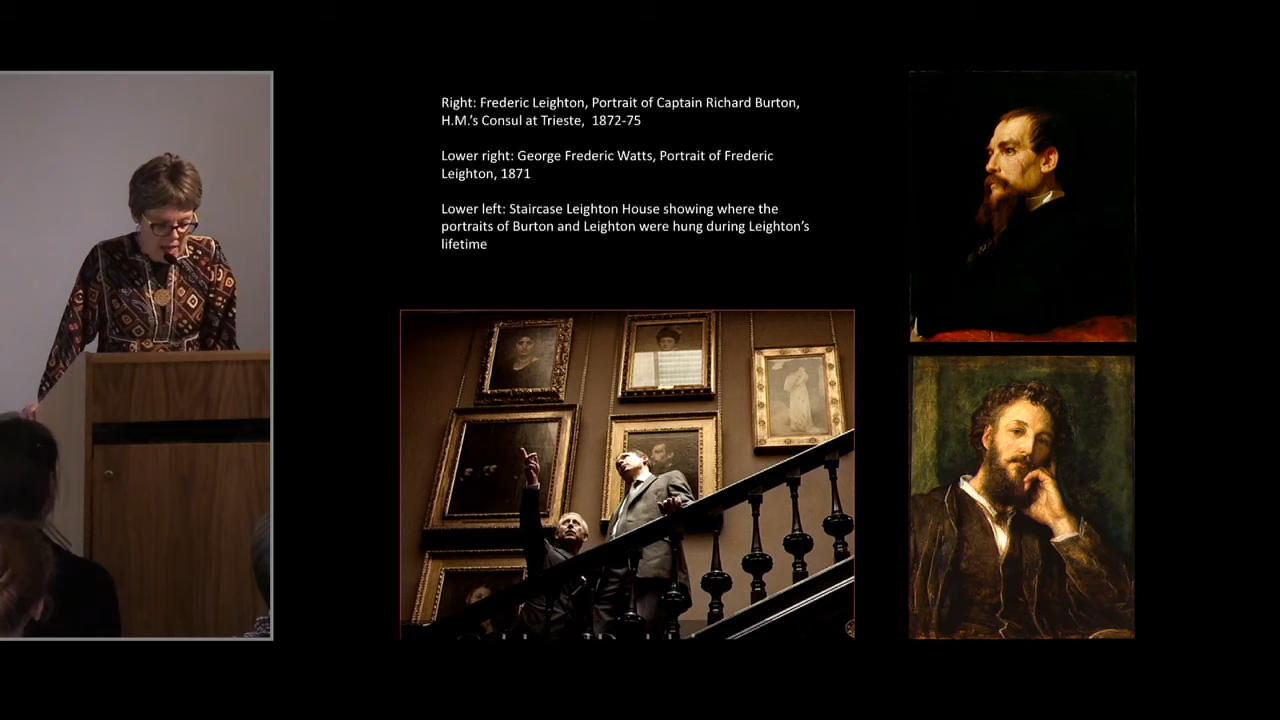 Right: Frederic Leighton, Portrait of Captain Richard Burton,
H.M.'s Consul at Trieste, 1872-75
Lower right: George Frederic Watts, Portrait of Frederic
Leighton, 1871
Lower left: Staircase Leighton House showing where the
portraits of Burton and Leighton were hung during Leighton's
lifetime